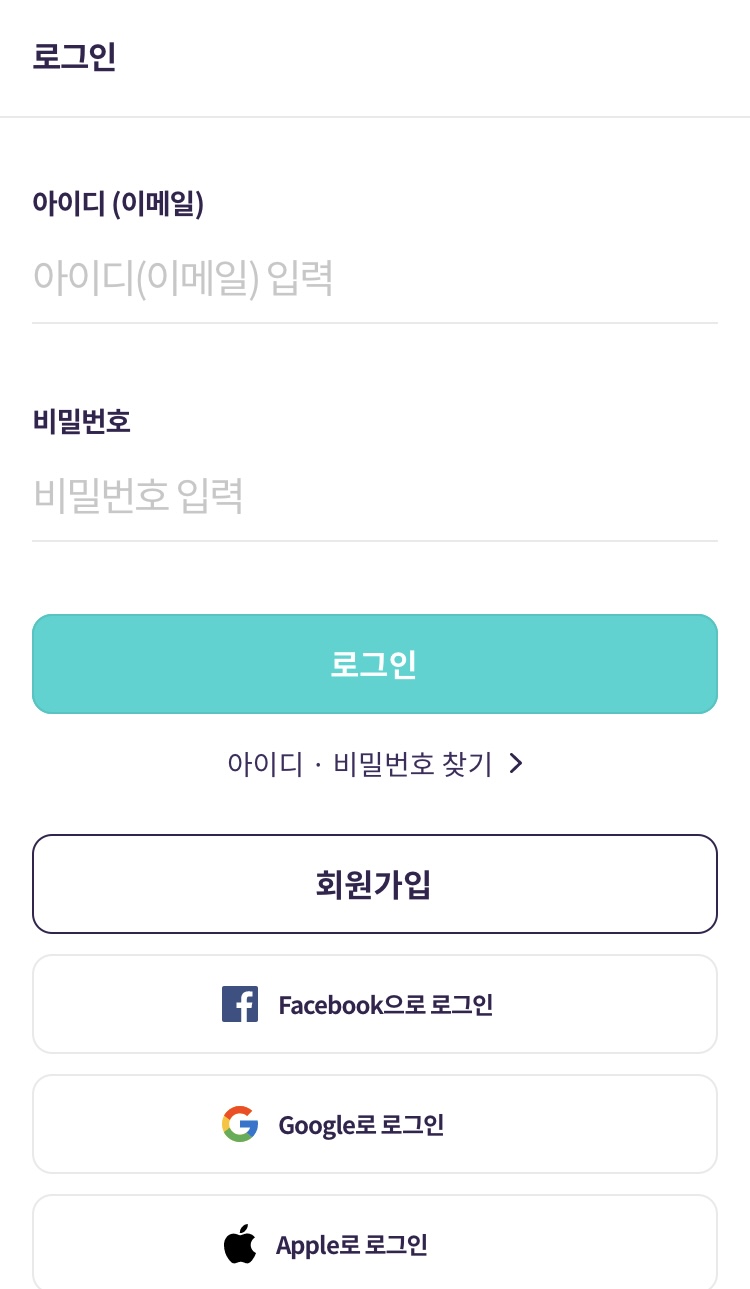 로그인
아이디 (이메일)
아이디(이메일) 입력
비밀번호
비밀번호 입력
로그인
아이디 · 비밀번호 찾기
회원가입
Facebook으로 로그인
Google로 로그인
Apple로 로그인